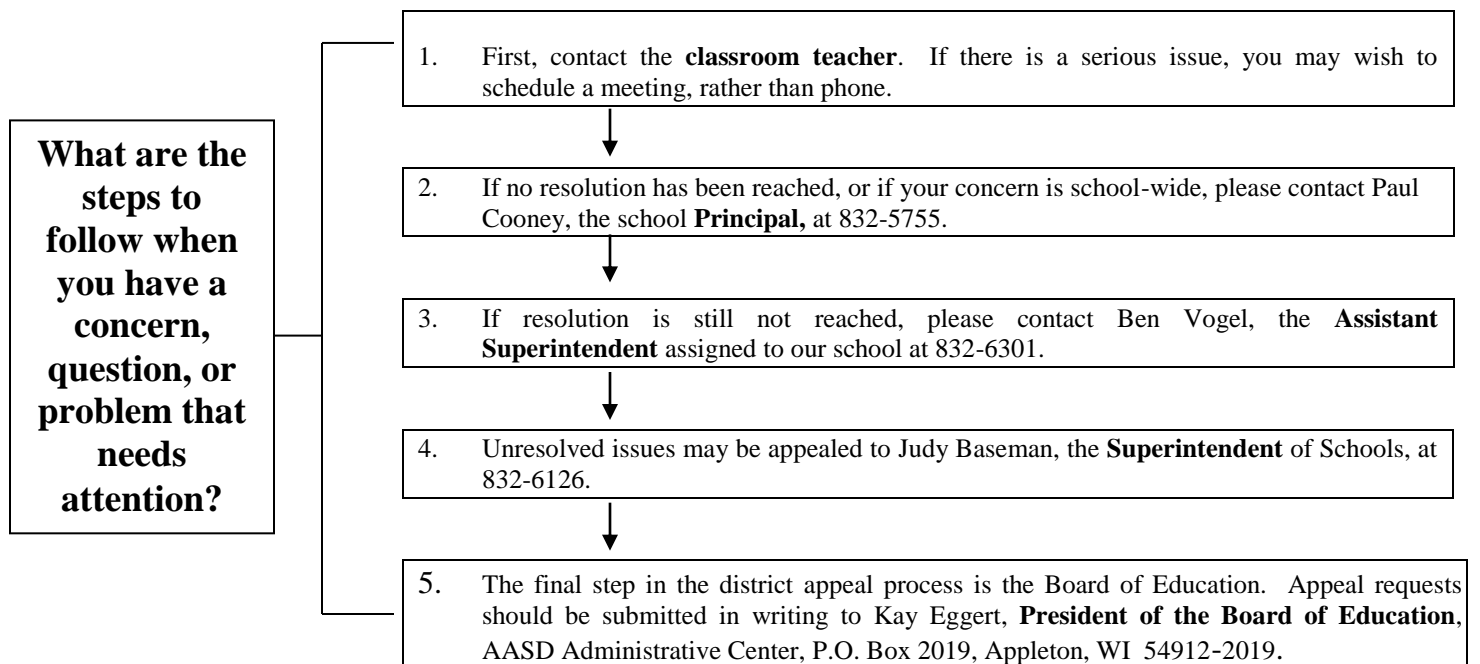 What are the
steps to
follow when
you have a
concern,
question, or
problem that
needs
attention?
1. First, contact the classroom teacher. If there is a serious issue, you may wish to
schedule a meeting, rather than phone.
2. If no resolution has been reached, or if your concern is school-wide, please contact Paul
Cooney, the school Principal, at 832-5755.
3. If resolution is still not reached, please contact Ben Vogel, the Assistant
Superintendent assigned to our school at 832-6301.
4. Unresolved issues may be appealed to Judy Baseman, the Superintendent of Schools, at
832-6126.
5. The final step in the district appeal process is the Board of Education. Appeal requests
should be submitted in writing to Kay Eggert, President of the Board of Education,
AASD Administrative Center, P.O. Box 2019, Appleton, WI 54912-2019.